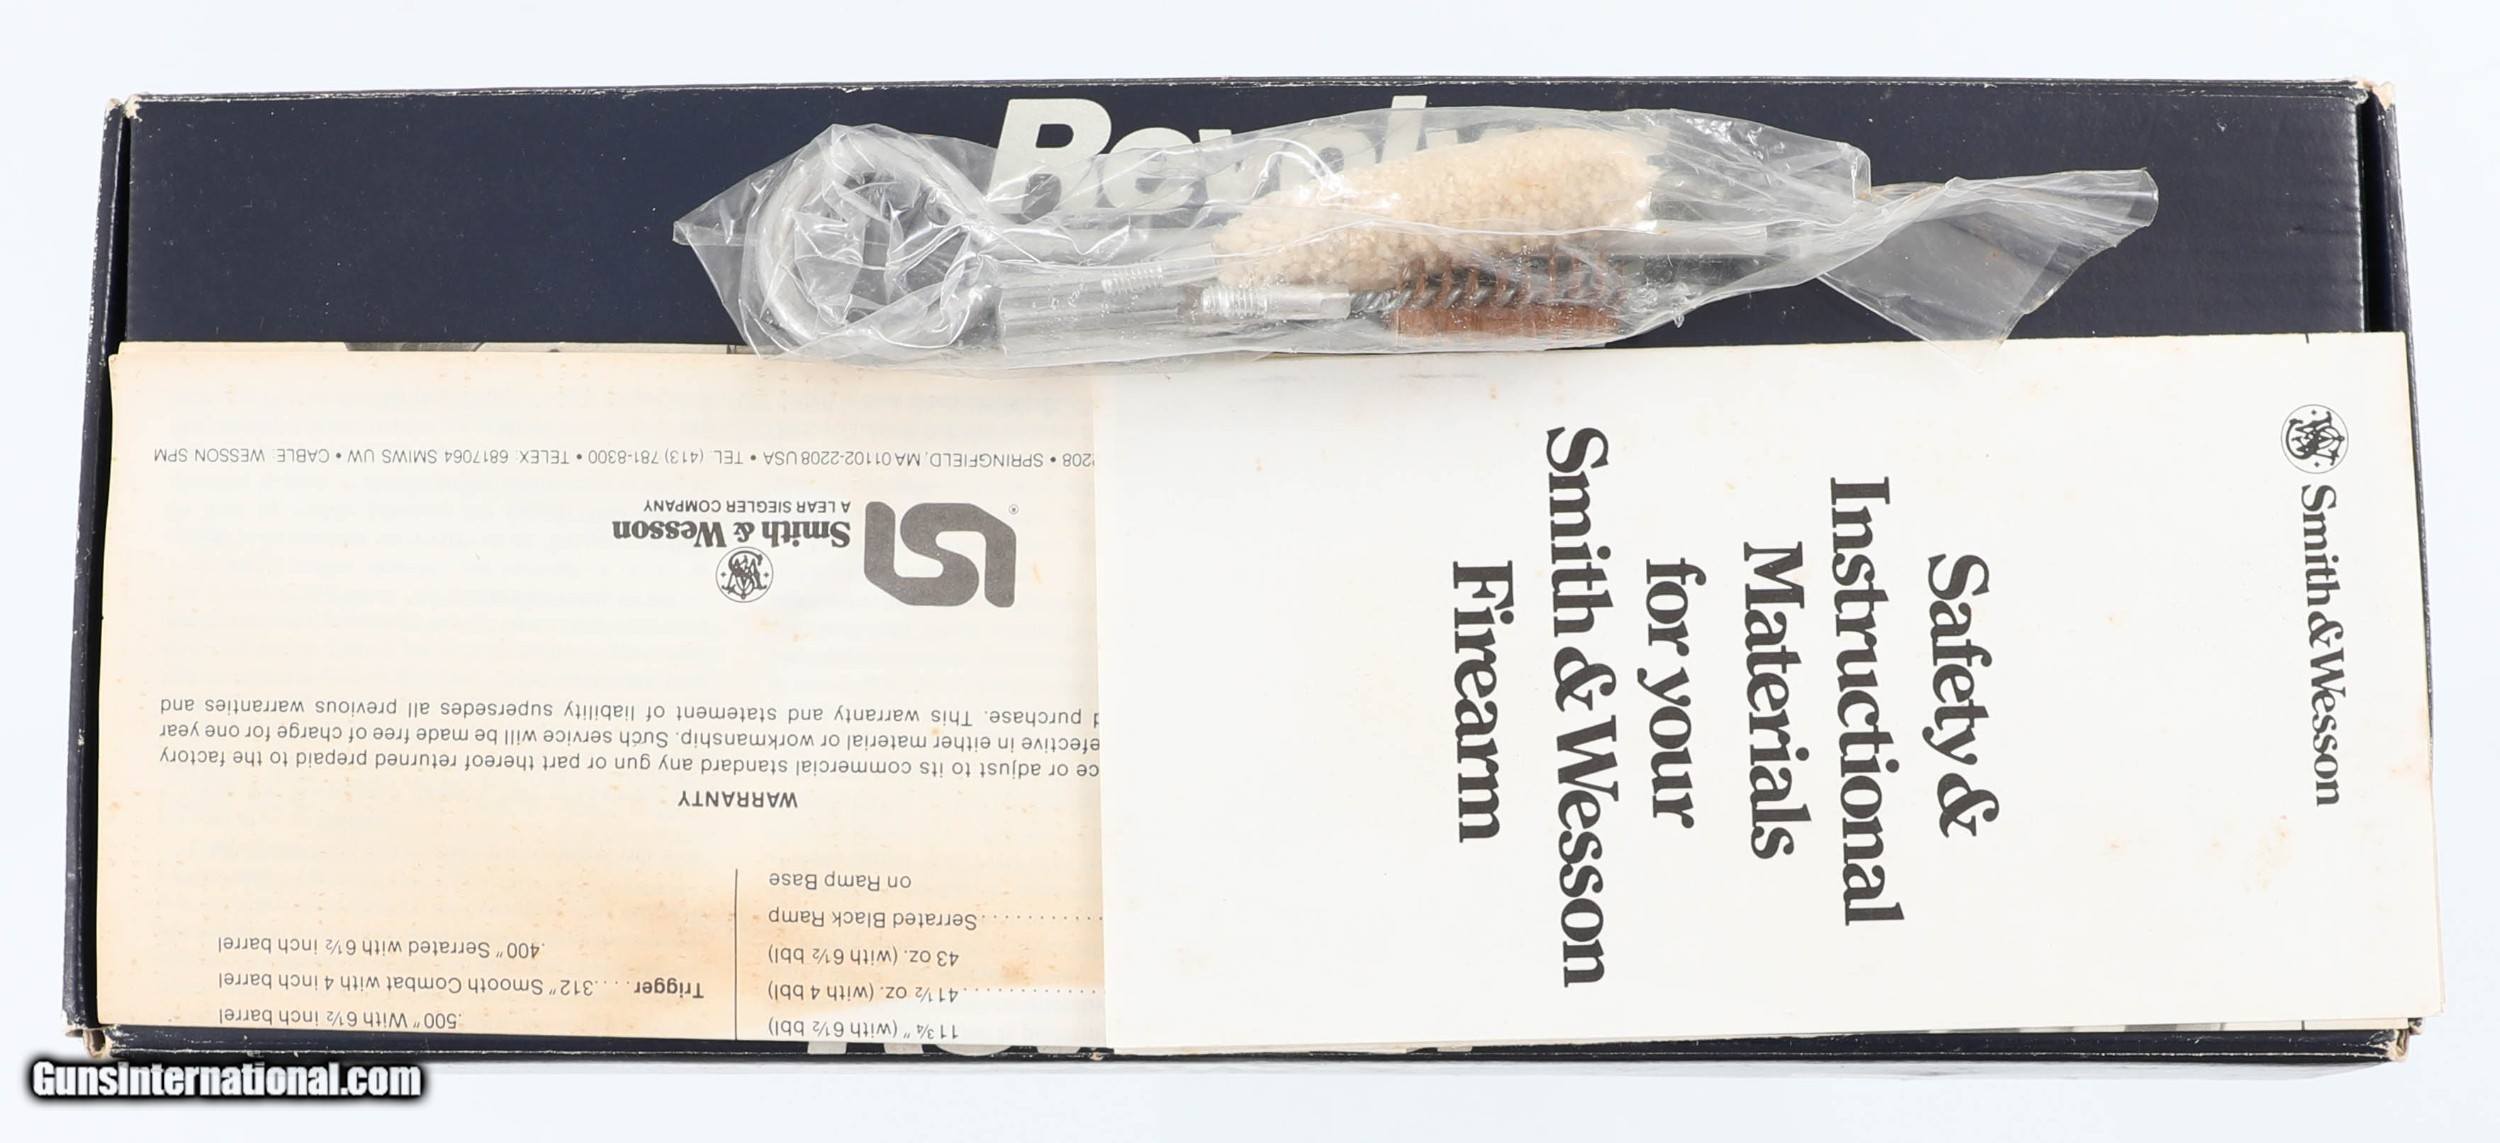 Revolv
Smith & Wesson
Safety &
Instructional
Materials
for your
Smith & Wesson
Firearm
11¾" (with 6½ bbl)
41½ oz. (with 4 bbl)
43 oz. (with 6½ bbl)
Serrated Black Ramp
on Ramp Base
.500" With 6½ inch barrel
Trigger.....312" Smooth Combat with 4 inch barrel
.400" Serrated with 6½ inch barrel
WARRANTY
ce or adjust to its commercial standard any gun or part thereof returned prepaid to the factory
efective in either material or workmanship. Such service will be made free of charge for one year
d purchase. This warranty and statement of liability supersedes all previous warranties and
LSI
®
Smith & Wesson
A LEAR SIEGLER COMPANY
2208 • SPRINGFIELD, MA 01102-2208 USA • TEL. (413) 781-8300 • TELEX: 6817064 SMIWS UW • CABLE: WESSON SPM
GunsInternational.com